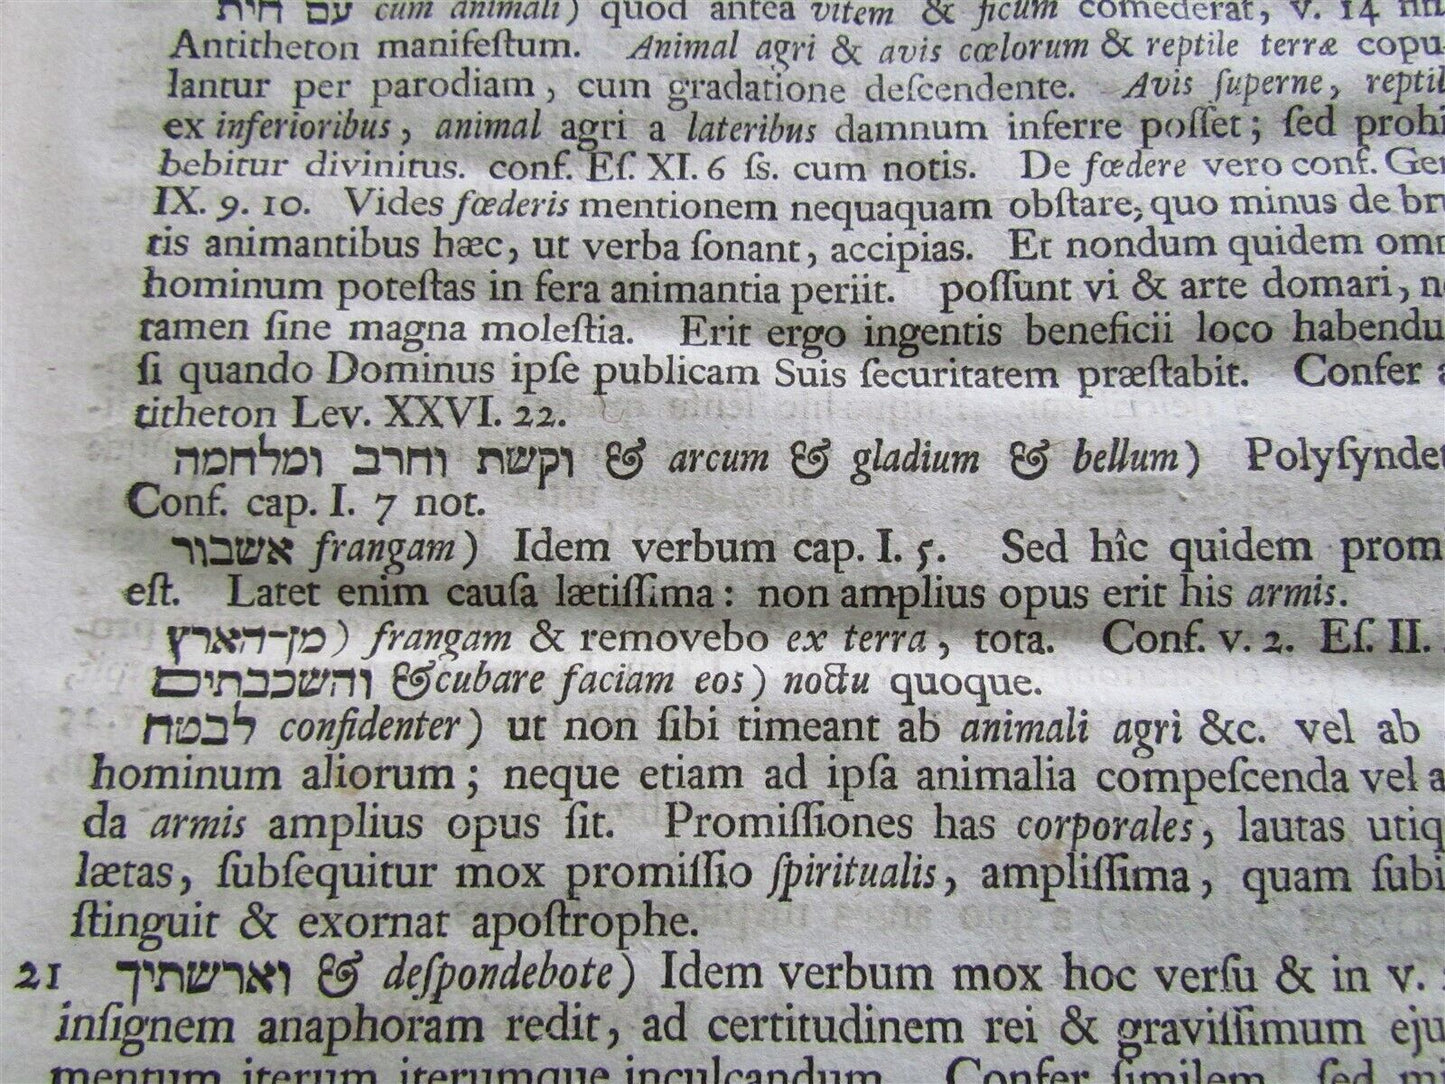 עם חית cum animali) quod antea vitem & ficum comederat, v. 14
Antitheton manifeſtum. Animal agri & avis cœlorum & reptile terræ copu
lantur per parodiam, cum gradatione deſcendente. Avis ſuperne, reptil
ex inferioribus, animal agri a lateribus damnum inferre poſſet; ſed prohi
bebitur divinitus. conf. Eſ. XI. 6 ſs. cum notis. De fœdere vero conf. Gen
IX. 9. 10. Vides fœderis mentionem nequaquam obſtare, quo minus de bru
tis animantibus hæc, ut verba ſonant, accipias. Et nondum quidem omn
hominum poteſtas in fera animantia periit. poſſunt vi & arte domari, n
tamen ſine magna moleſtia. Erit ergo ingentis beneficii loco habendu
ſi quando Dominus ipſe publicam Suis ſecuritatem præſtabit. Confer a
titheton Lev. XXVI. 22.
וקשת וחרב ומלחמה & arcum & gladium & bellum) Polyſyndet
Conf. cap. I. 7 not.
אשבור frangam) Idem verbum cap. I. 5. Sed hîc quidem prom
eſt. Latet enim cauſa lætiſſima: non amplius opus erit his armis.
מן־הארץ) frangam & removebo ex terra, tota. Conf. v. 2. Eſ. II.
והשכבתים & cubare faciam eos) noctu quoque.
לבטח confidenter) ut non ſibi timeant ab animali agri &c. vel ab
hominum aliorum; neque etiam ad ipſa animalia compeſcenda vel a
da armis amplius opus ſit. Promiſſiones has corporales, lautas utiq
lætas, ſubſequitur mox promiſſio ſpiritualis, ampliſſima, quam ſubi
ſtinguit & exornat apoſtrophe.
21 וארשתיך & deſpondebo te) Idem verbum mox hoc verſu & in v.
inſignem anaphoram redit, ad certitudinem rei & graviſſimum eju
mentum iterum iterumque inculcandum. Confer ſimilem. ſed